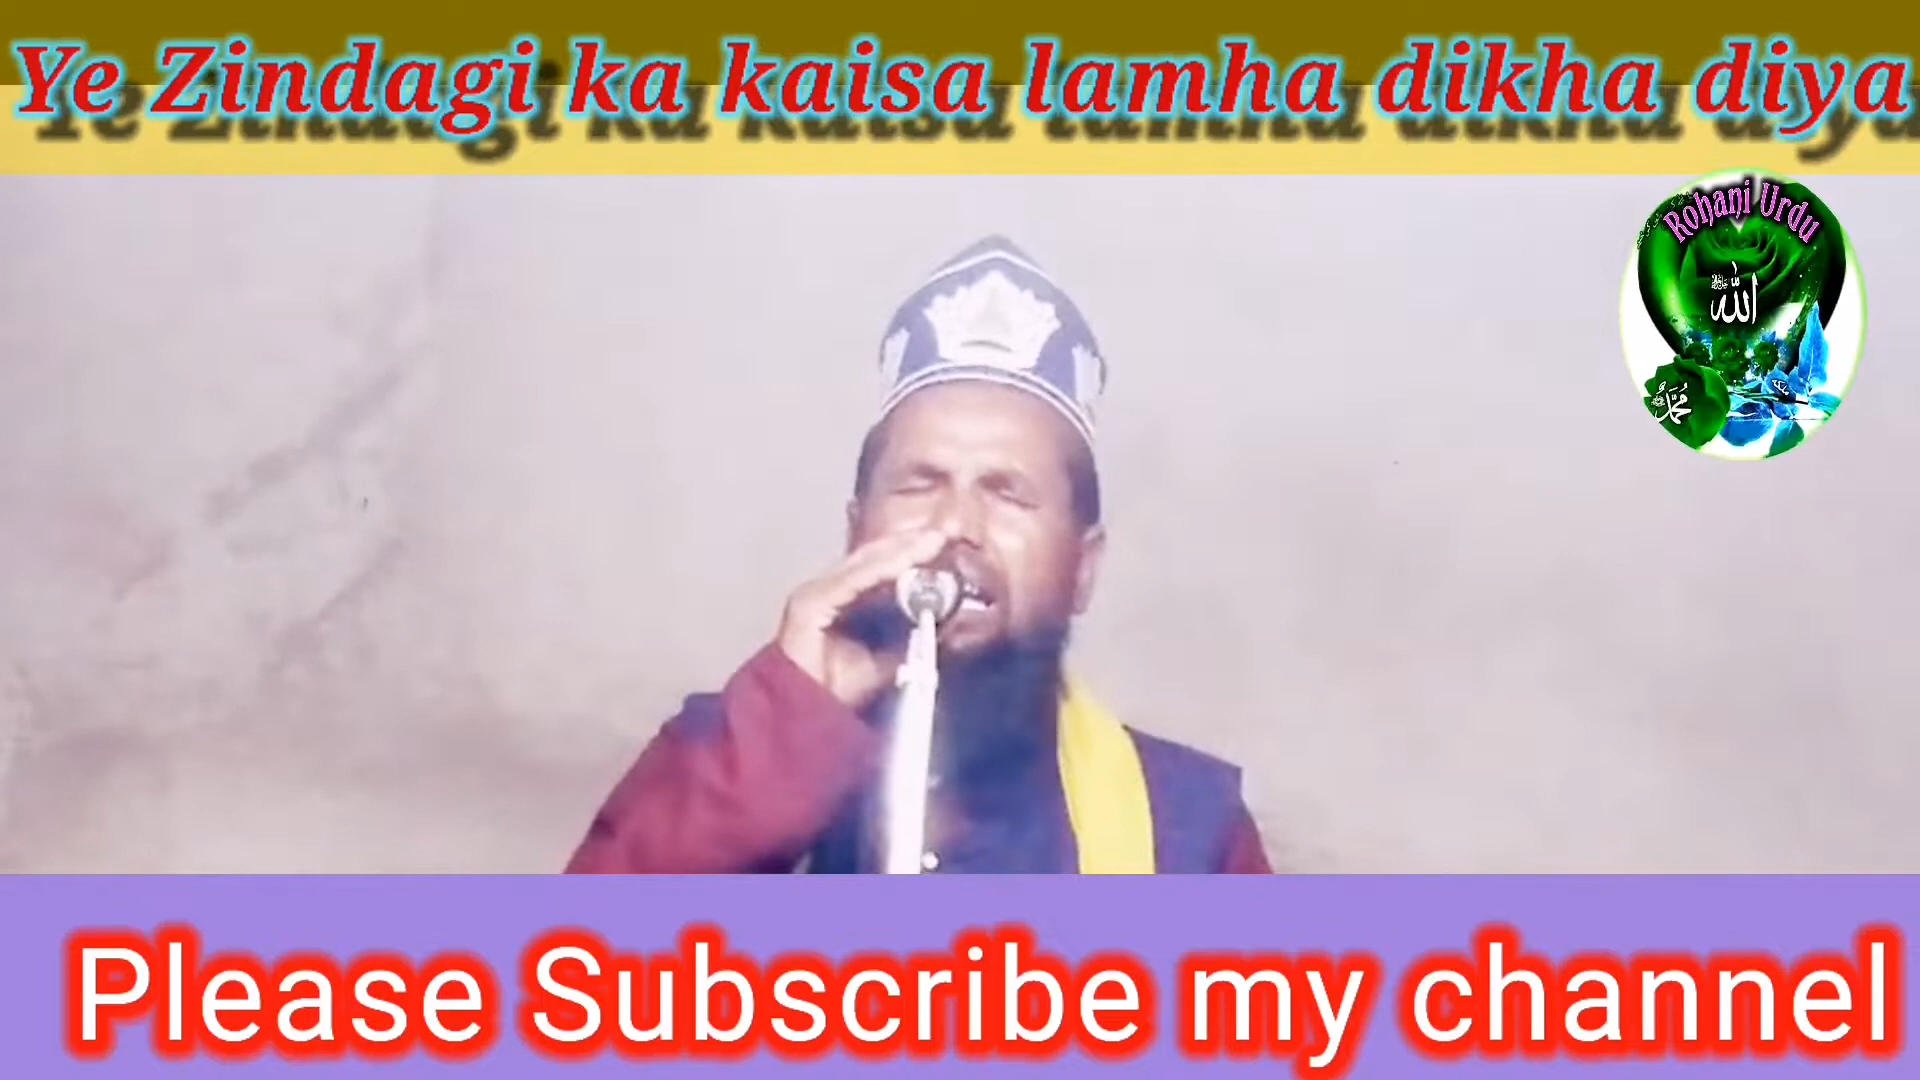 Ye Zindagi ka kaisa lamha dikha diya
Rohani Urdu
الله
محمد
Please Subscribe my channel